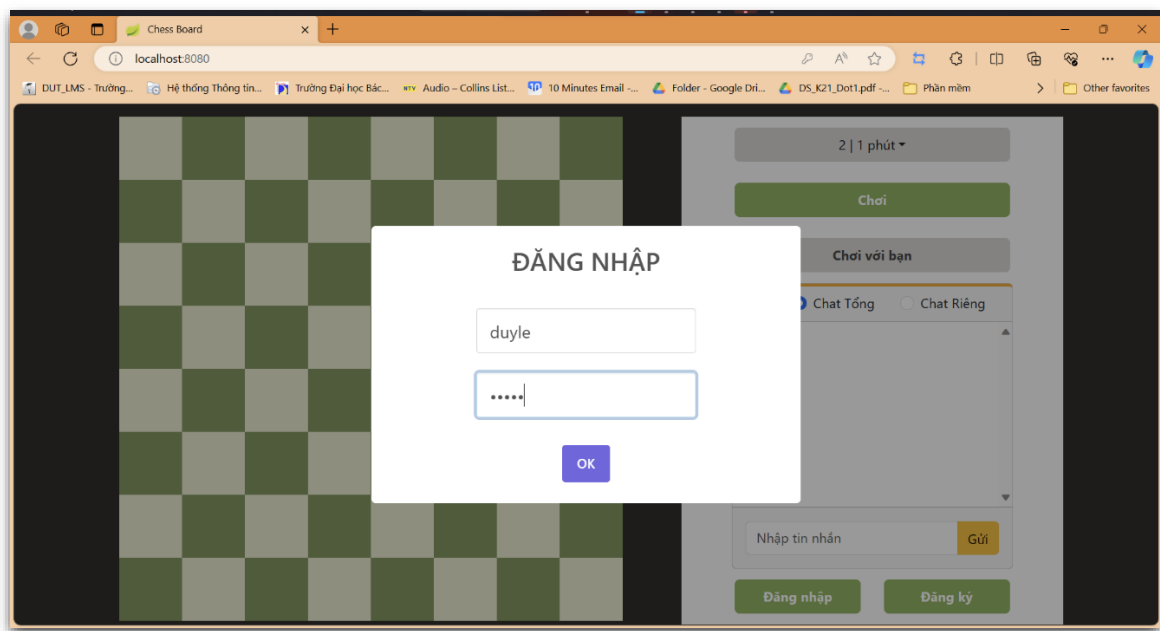 Chess Board
localhost:8080
DUT_LMS - Trường... Hệ thống Thông tin... Trường Đại học Bác... NTV Audio – Collins List... 10 10 Minutes Email -... Folder - Google Dri... DS_K21_Dot1.pdf -... Phần mềm Other favorites
2 | 1 phút
Chơi
Chơi với bạn
Chat Tổng Chat Riêng
ĐĂNG NHẬP
duyle
•••••
OK
Nhập tin nhắn Gửi
Đăng nhập Đăng ký